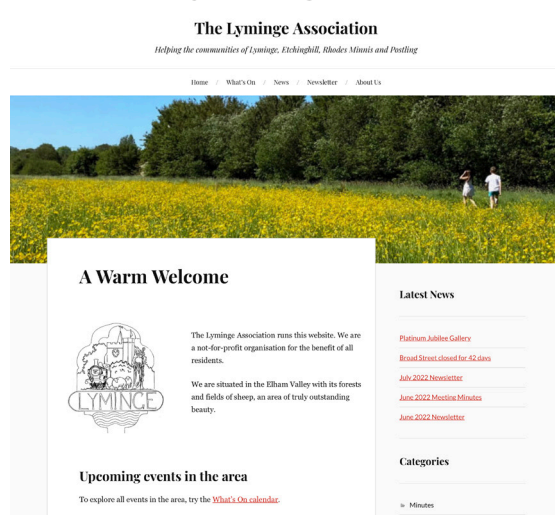 The Lyminge Association
Helping the communities of Lyminge, Etchinghill, Rhodes Minnis and Postling
Home / What's On / News / Newsletter / About Us
A Warm Welcome
LYMINGE
The Lyminge Association runs this website. We are
a not-for-profit organisation for the benefit of all
residents.
We are situated in the Elham Valley with its forests
and fields of sheep, an area of truly outstanding
beauty.
Upcoming events in the area
To explore all events in the area, try the What's On calendar.
Latest News
Platinum Jubilee Gallery
Broad Street closed for 42 days
July 2022 Newsletter
June 2022 Meeting Minutes
June 2022 Newsletter
Categories
» Minutes